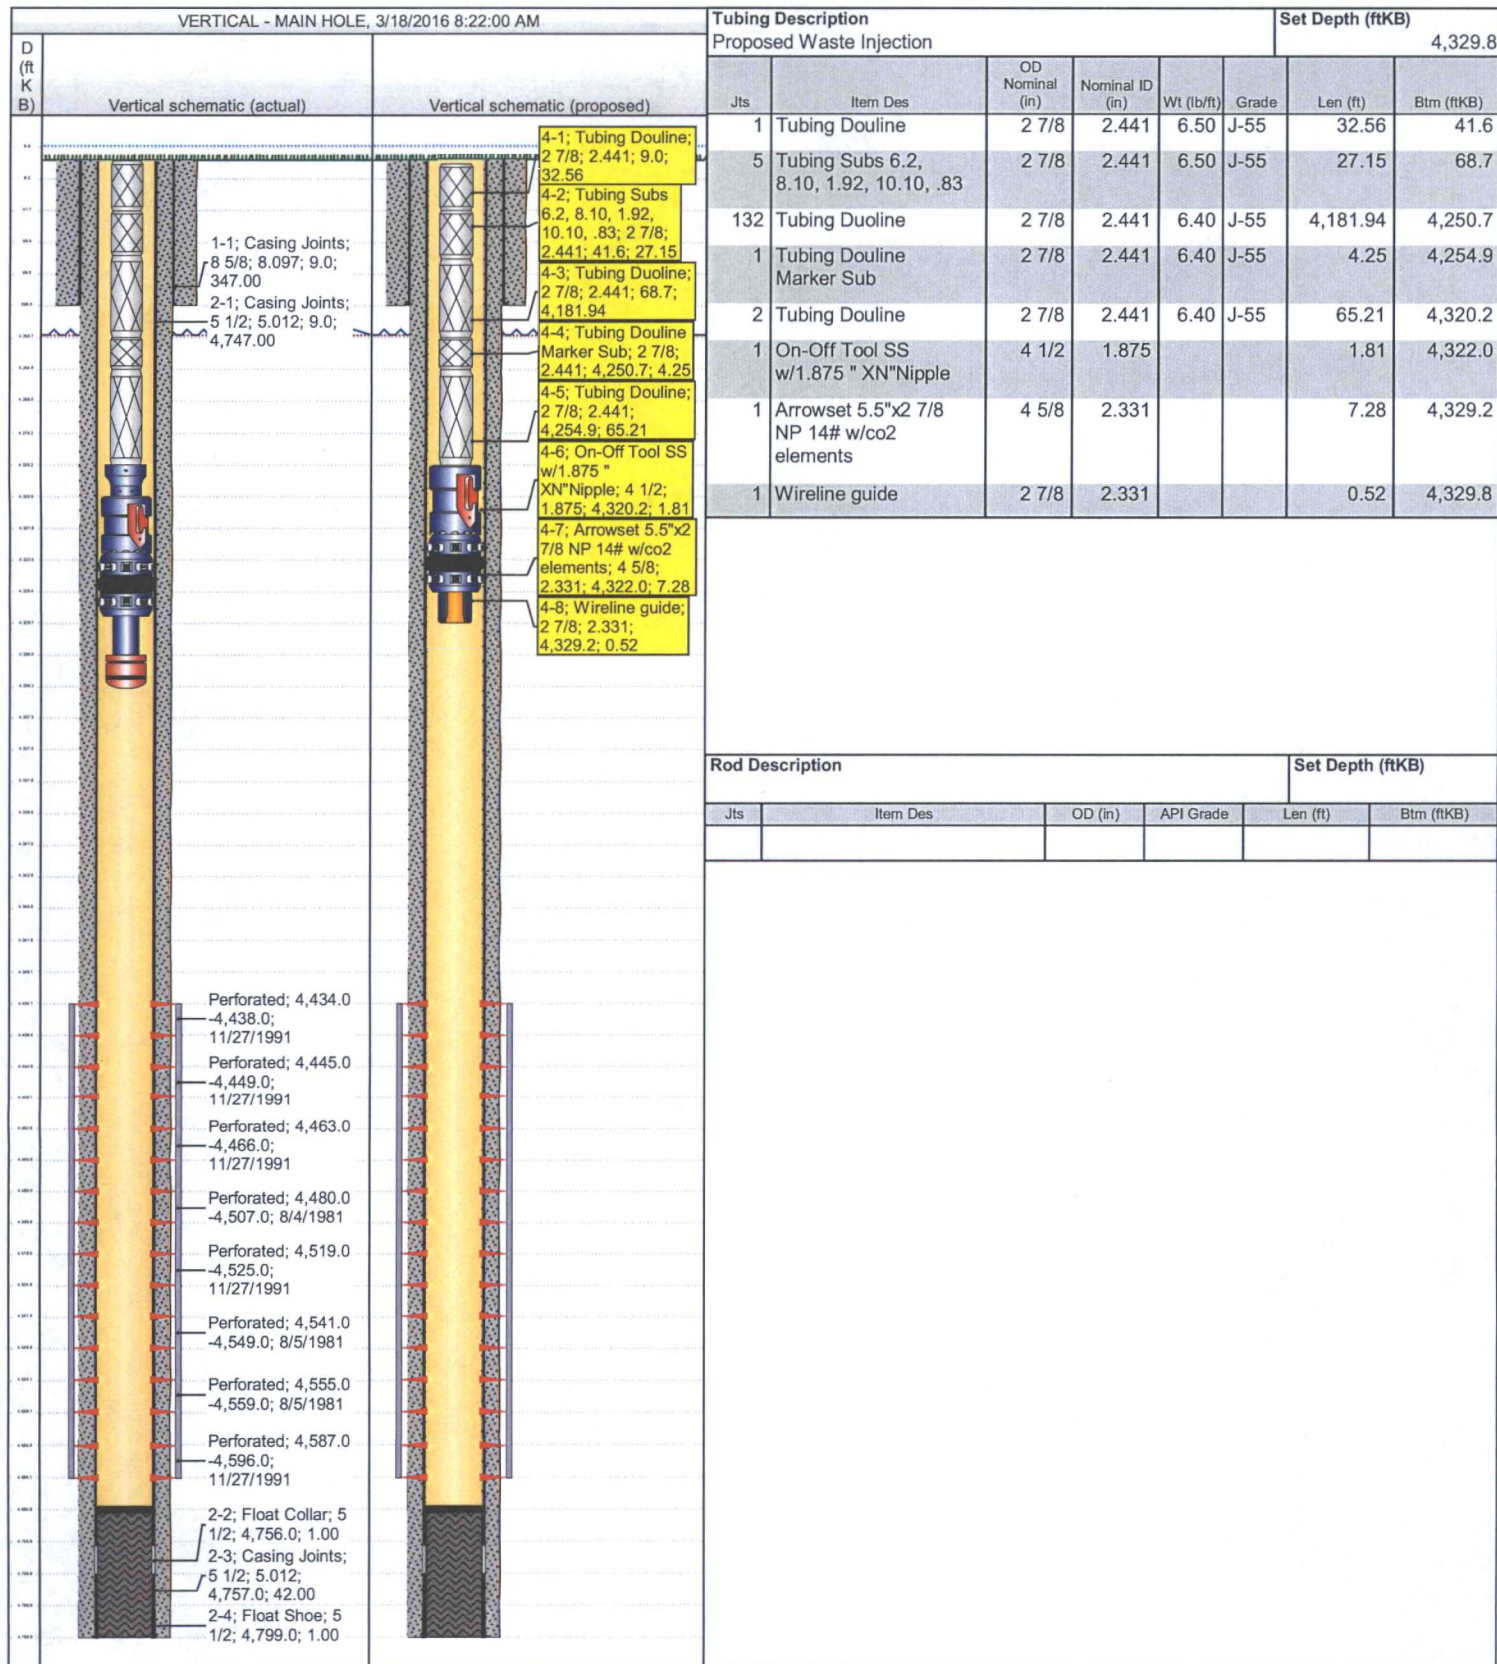 VERTICAL - MAIN HOLE, 3/18/2016 8:22:00 AM
D
(ft
K
B)
Vertical schematic (actual)
Vertical schematic (proposed)
1-1; Casing Joints;
8 5/8; 8.097; 9.0;
347.00
2-1; Casing Joints;
5 1/2; 5.012; 9.0;
4,747.00
Perforated; 4,434.0
-4,438.0;
11/27/1991
Perforated; 4,445.0
-4,449.0;
11/27/1991
Perforated; 4,463.0
-4,466.0;
11/27/1991
Perforated; 4,480.0
-4,507.0; 8/4/1981
Perforated; 4,519.0
-4,525.0;
11/27/1991
Perforated; 4,541.0
-4,549.0; 8/5/1981
Perforated; 4,555.0
-4,559.0; 8/5/1981
Perforated; 4,587.0
-4,596.0;
11/27/1991
2-2; Float Collar; 5
1/2; 4,756.0; 1.00
2-3; Casing Joints;
5 1/2; 5.012;
4,757.0; 42.00
2-4; Float Shoe; 5
1/2; 4,799.0; 1.00
4-1; Tubing Douline;
2 7/8; 2.441; 9.0;
32.56
4-2; Tubing Subs
6.2, 8.10, 1.92,
10.10, .83; 2 7/8;
2.441; 41.6; 27.15
4-3; Tubing Duoline;
2 7/8; 2.441; 68.7;
4,181.94
4-4; Tubing Douline
Marker Sub; 2 7/8;
2.441; 4,250.7; 4.25
4-5; Tubing Douline;
2 7/8; 2.441;
4,254.9; 65.21
4-6; On-Off Tool SS
w/1.875 "
XN"Nipple; 4 1/2;
1.875; 4,320.2; 1.81
4-7; Arrowset 5.5"x2
7/8 NP 14# w/co2
elements; 4 5/8;
2.331; 4,322.0; 7.28
4-8; Wireline guide;
2 7/8; 2.331;
4,329.2; 0.52
Tubing Description Set Depth (ftKB)
Proposed Waste Injection 4,329.8
Jts Item Des OD Nominal (in) Nominal ID (in) Wt (lb/ft) Grade Len (ft) Btm (ftKB)
1 Tubing Douline 2 7/8 2.441 6.50 J-55 32.56 41.6
5 Tubing Subs 6.2, 2 7/8 2.441 6.50 J-55 27.15 68.7
8.10, 1.92, 10.10, .83
132 Tubing Duoline 2 7/8 2.441 6.40 J-55 4,181.94 4,250.7
1 Tubing Douline 2 7/8 2.441 6.40 J-55 4.25 4,254.9
Marker Sub
2 Tubing Douline 2 7/8 2.441 6.40 J-55 65.21 4,320.2
1 On-Off Tool SS 4 1/2 1.875 1.81 4,322.0
w/1.875 " XN"Nipple
1 Arrowset 5.5"x2 7/8 4 5/8 2.331 7.28 4,329.2
NP 14# w/co2
elements
1 Wireline guide 2 7/8 2.331 0.52 4,329.8
Rod Description Set Depth (ftKB)
Jts Item Des OD (in) API Grade Len (ft) Btm (ftKB)